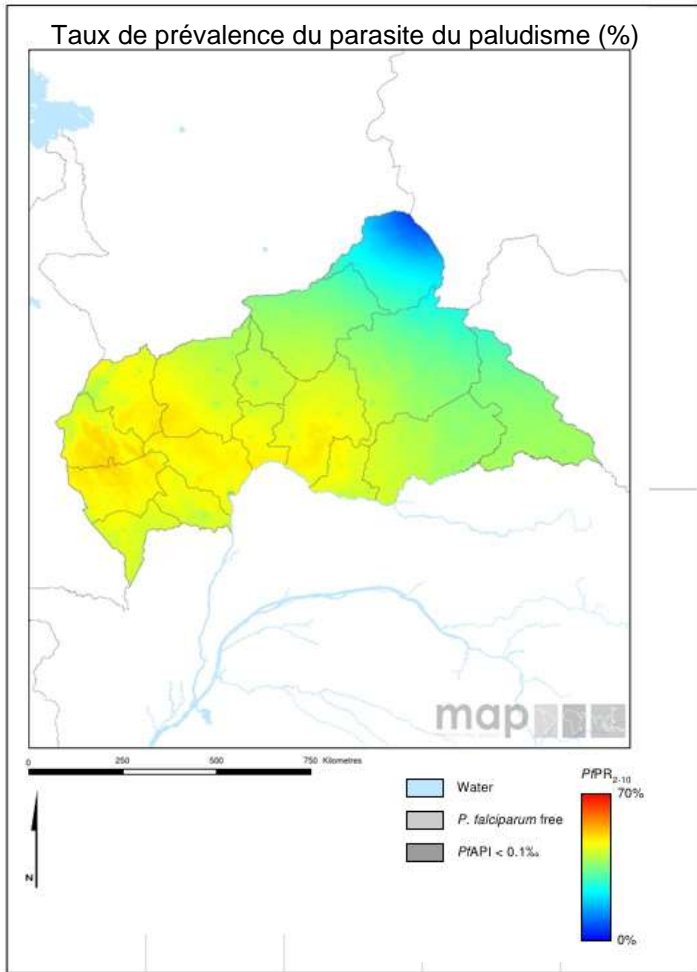 Taux de prévalence du parasite du paludisme (%)
map
0 250 500 750 Kilometres
Water
P. falciparum free
PfAPI < 0.1‰
PfPR2-10
70%
0%
N